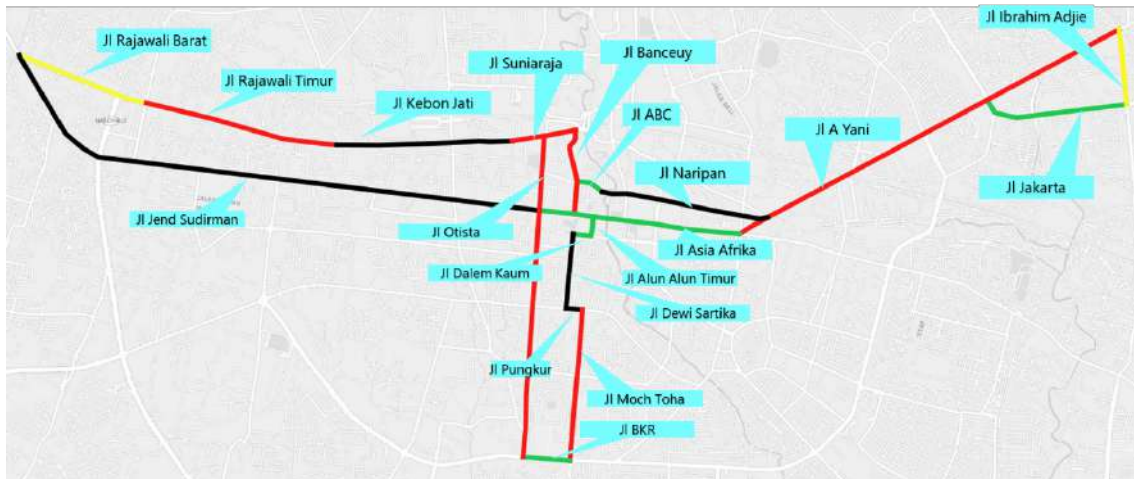 Jl Ibrahim Adjie
Jl Rajawali Barat
Jl Suniaraja
Jl Banceuy
Jl Rajawali Timur
Jl Kebon Jati
Jl ABC
Jl A Yani
Jl Naripan
Jl Jakarta
Jl Jend Sudirman
Jl Otista
Jl Asia Afrika
Jl Dalem Kaum
Jl Alun Alun Timur
Jl Dewi Sartika
Jl Pungkur
Jl Moch Toha
Jl BKR